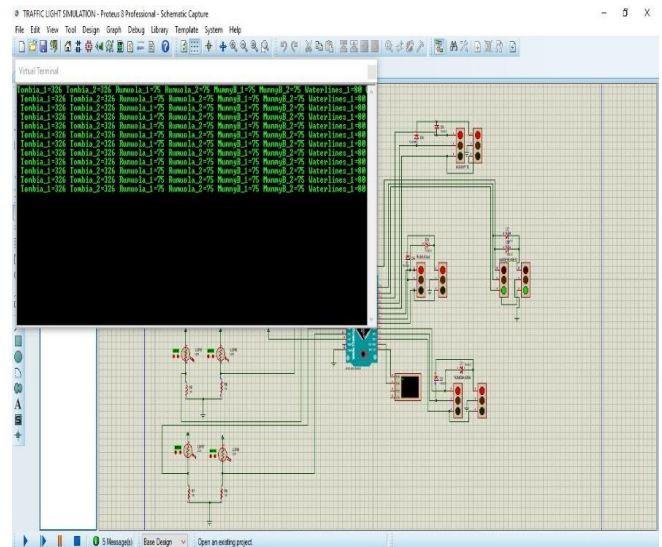 TRAFFIC LIGHT SIMULATION - Proteus 8 Professional - Schematic Capture
File Edit View Tool Design Graph Debug Library Template System Help
Virtual Terminal
Tombia_1=326 Tombia_2=326 Rumuola_1=75 Rumuola_2=75 MummyB_1=75 MummyB_2=75 Waterlines_1=80
Tombia_1=326 Tombia_2=326 Rumuola_1=75 Rumuola_2=75 MummyB_1=75 MummyB_2=75 Waterlines_1=80
Tombia_1=326 Tombia_2=326 Rumuola_1=75 Rumuola_2=75 MummyB_1=75 MummyB_2=75 Waterlines_1=80
Tombia_1=326 Tombia_2=326 Rumuola_1=75 Rumuola_2=75 MummyB_1=75 MummyB_2=75 Waterlines_1=80
Tombia_1=326 Tombia_2=326 Rumuola_1=75 Rumuola_2=75 MummyB_1=75 MummyB_2=75 Waterlines_1=80
Tombia_1=326 Tombia_2=326 Rumuola_1=75 Rumuola_2=75 MummyB_1=75 MummyB_2=75 Waterlines_1=80
Tombia_1=326 Tombia_2=326 Rumuola_1=75 Rumuola_2=75 MummyB_1=75 MummyB_2=75 Waterlines_1=80
Tombia_1=326 Tombia_2=326 Rumuola_1=75 Rumuola_2=75 MummyB_1=75 MummyB_2=75 Waterlines_1=80
Tombia_1=326 Tombia_2=326 Rumuola_1=75 Rumuola_2=75 MummyB_1=75 MummyB_2=75 Waterlines_1=80
Tombia_1=326 Tombia_2=326 Rumuola_1=75 Rumuola_2=75 MummyB_1=75 MummyB_2=75 Waterlines_1=80
Tombia_1=326 Tombia_2=326 Rumuola_1=75 Rumuola_2=75 MummyB_1=75 MummyB_2=75 Waterlines_1=80
Tombia_1=326 Tombia_2=326 Rumuola_1=75 Rumuola_2=75 MummyB_1=75 MummyB_2=75 Waterlines_1=80
A
5 Message(s) Base Design Open an existing project.